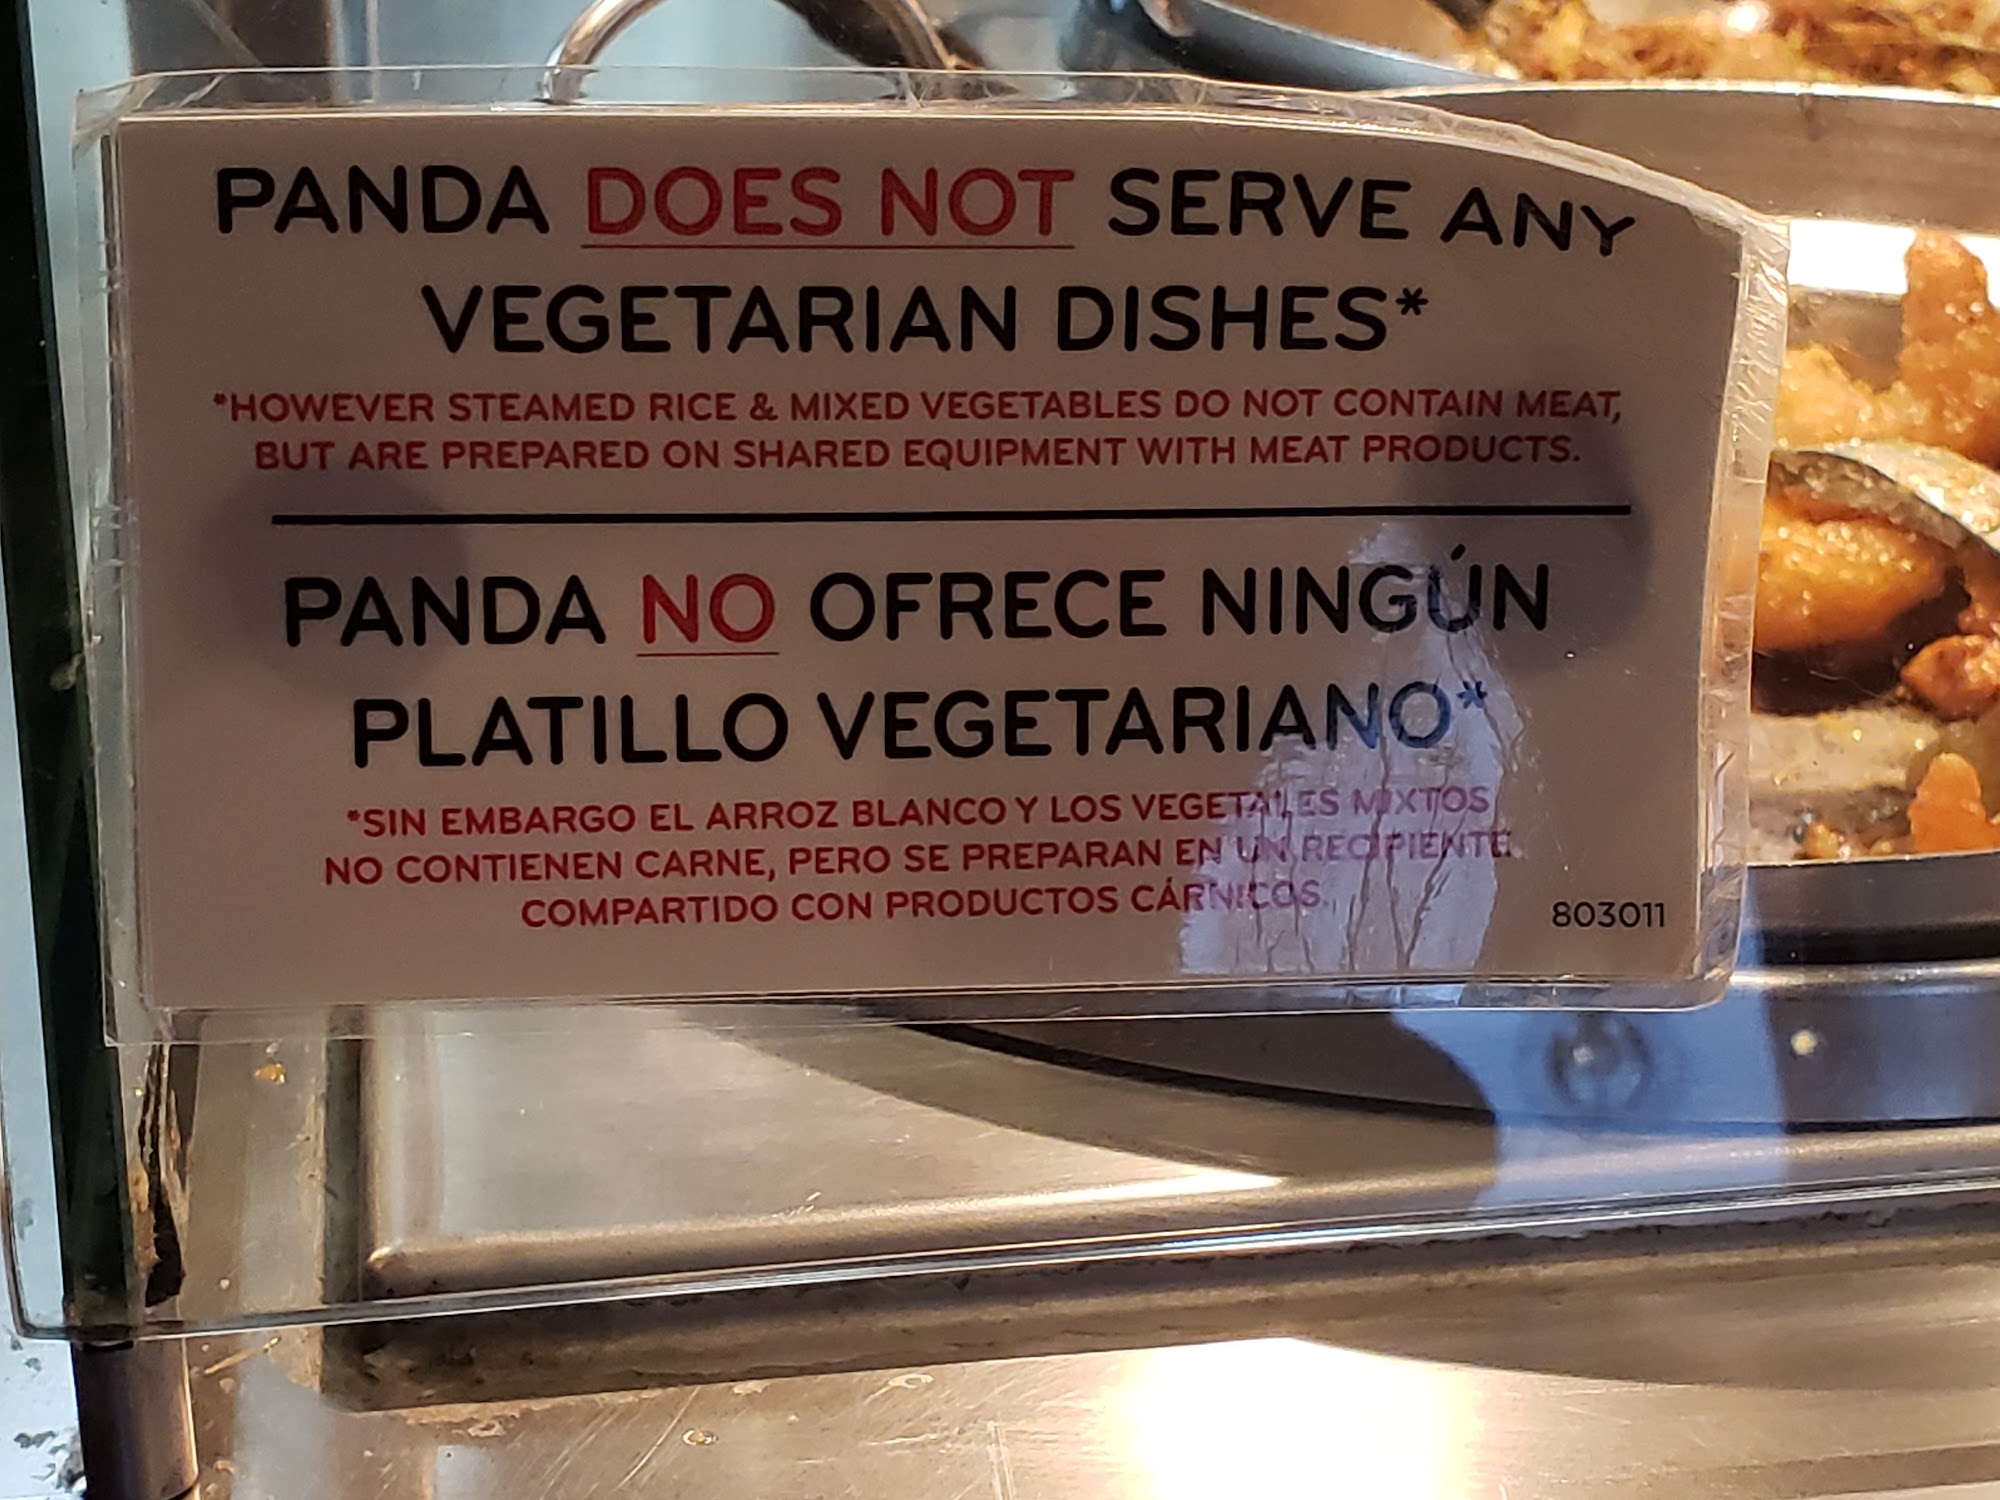 PANDA DOES NOT SERVE ANY
VEGETARIAN DISHES*
*HOWEVER STEAMED RICE & MIXED VEGETABLES DO NOT CONTAIN MEAT,
BUT ARE PREPARED ON SHARED EQUIPMENT WITH MEAT PRODUCTS.
PANDA NO OFRECE NINGÚN
PLATILLO VEGETARIANO*
*SIN EMBARGO EL ARROZ BLANCO Y LOS VEGETALES MIXTOS
NO CONTIENEN CARNE, PERO SE PREPARAN EN UN RECIPIENTE
COMPARTIDO CON PRODUCTOS CÁRNICOS.
803011